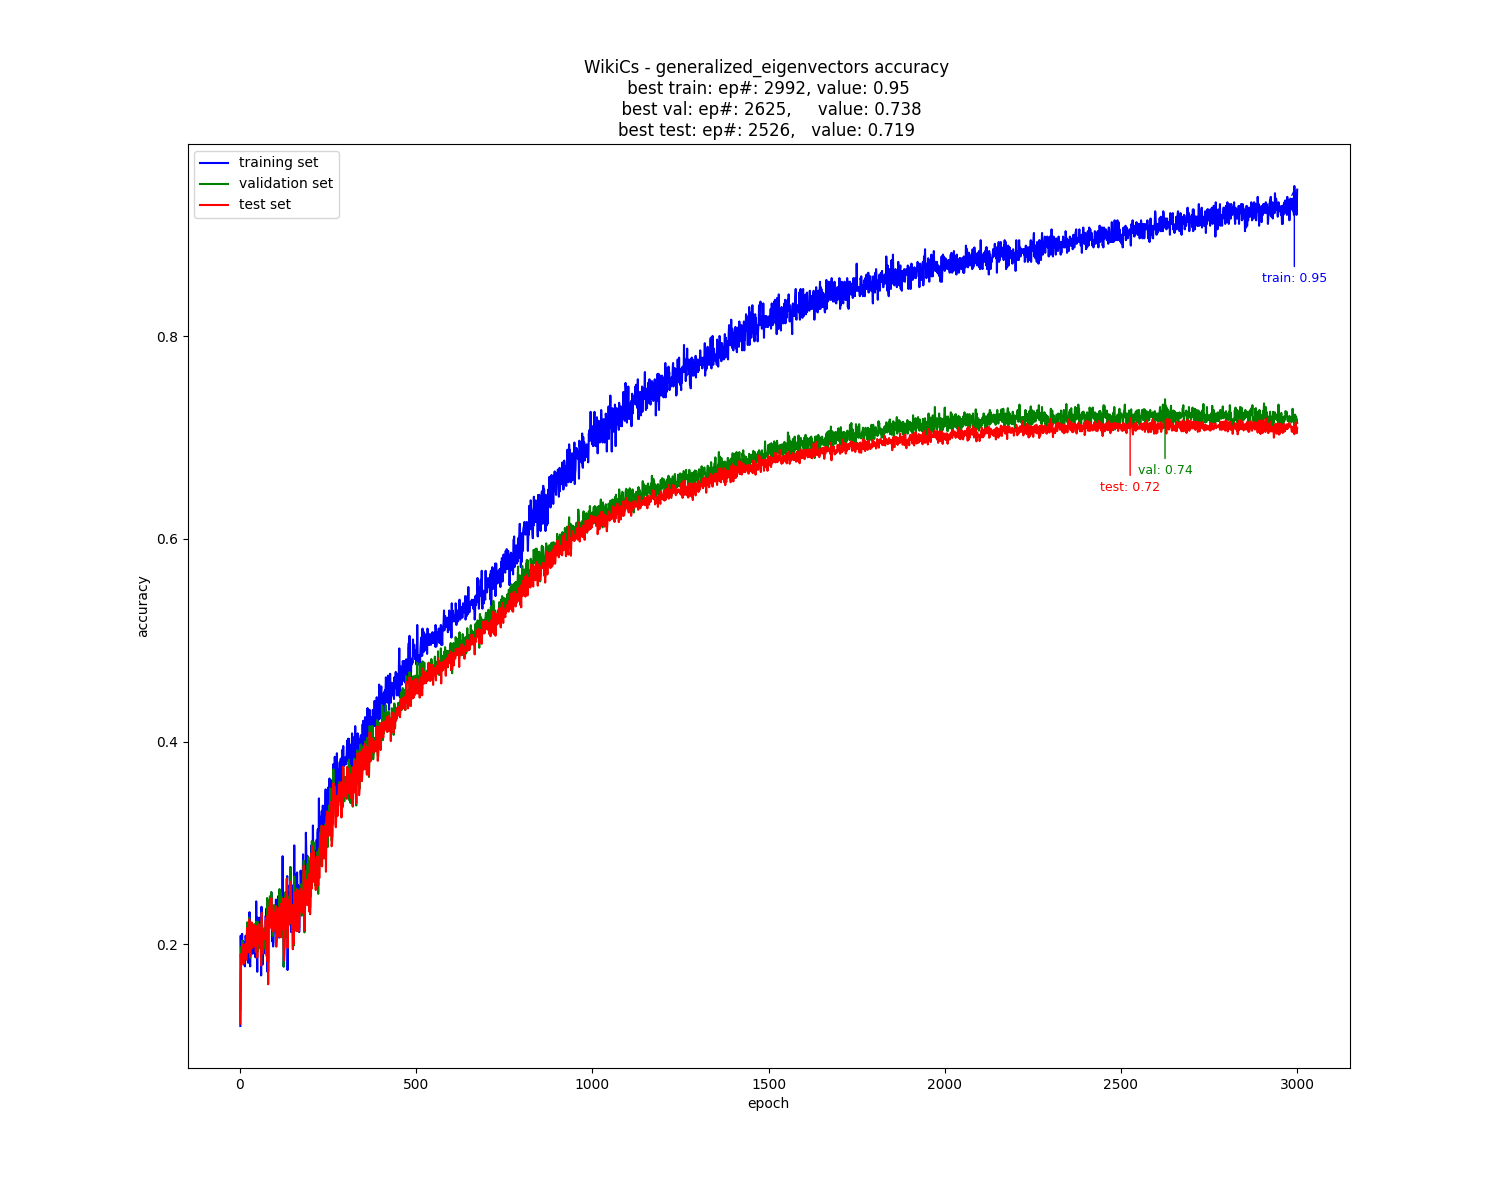 WikiCs - generalized_eigenvectors accuracy
best train: ep#: 2992, value: 0.95
best val: ep#: 2625, value: 0.738
best test: ep#: 2526, value: 0.719
training set
validation set
test set
train: 0.95
val: 0.74
test: 0.72
0.8
0.6
0.4
0.2
accuracy
0 500 1000 1500 2000 2500 3000
epoch